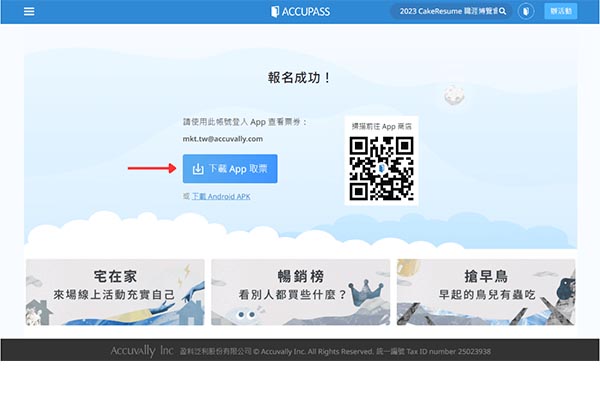 ACCUPASS
2023 CakeResume 職涯博覽會
辦活動
報名成功！
請使用此帳號登入 App 查看票券：
mkt.tw@accuvally.com
下載 App 取票
或 下載 Android APK
掃描前往 App 商店
宅在家
來場線上活動充實自己
暢銷榜
看別人都買些什麼？
搶早鳥
早起的鳥兒有蟲吃
Accuvally Inc 盈科泛利股份有限公司 © Accuvally Inc. All Rights Reserved. 統一編號 Tax ID number 25023938